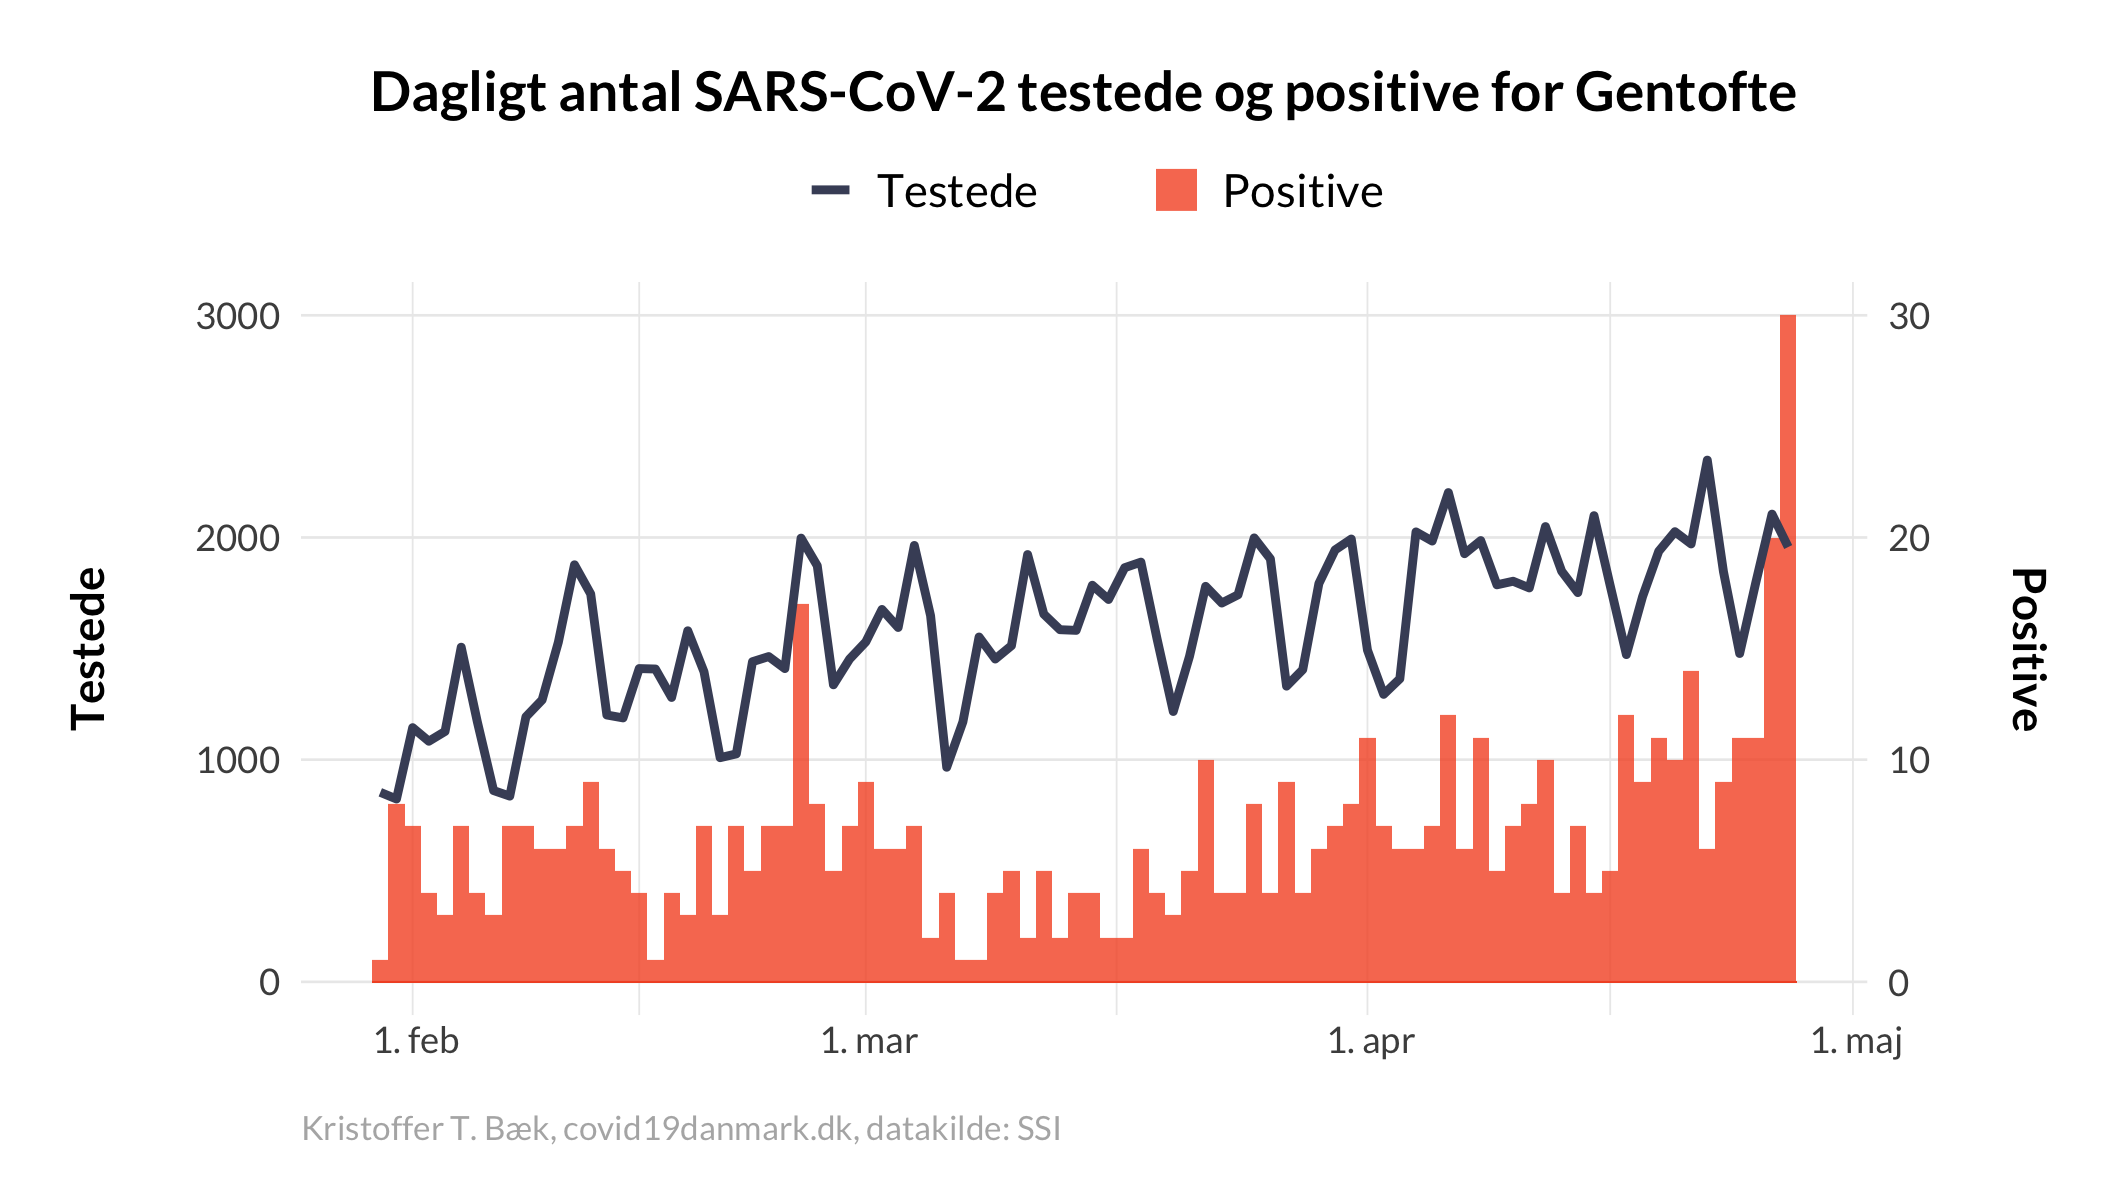 Dagligt antal SARS-CoV-2 testede og positive for Gentofte
Testede
Positive
3000
2000
1000
0
Testede
30
20
10
0
Positive
1. feb
1. mar
1. apr
1. maj
Kristoffer T. Bæk, covid19danmark.dk, datakilde: SSI